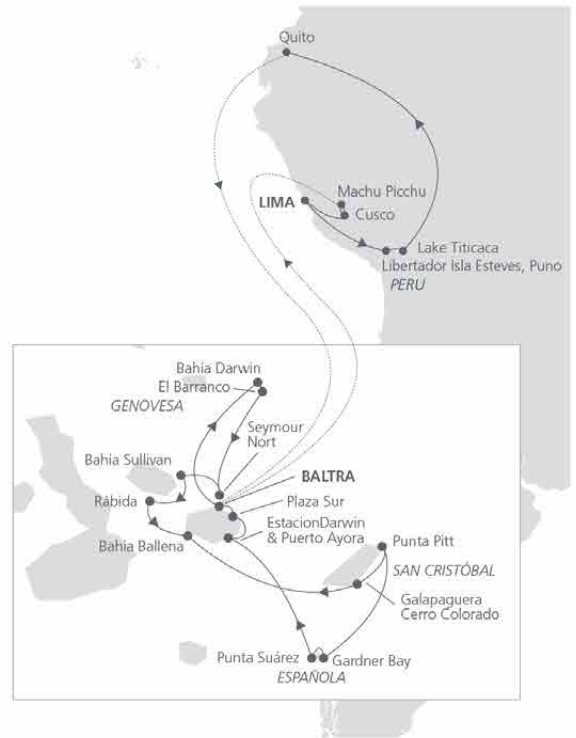 Quito
Machu Picchu
LIMA
Cusco
Lake Titicaca
Libertador Isla Esteves, Puno
PERU
Bahía Darwin
El Barranco
GENOVESA
Seymour
Nort
Bahia Sullivan
BALTRA
Rábida
Plaza Sur
EstacionDarwin
& Puerto Ayora
Bahía Ballena
Punta Pitt
SAN CRISTÓBAL
Galapaguera
Cerro Colorado
Punta Suárez
Gardner Bay
ESPAÑOLA